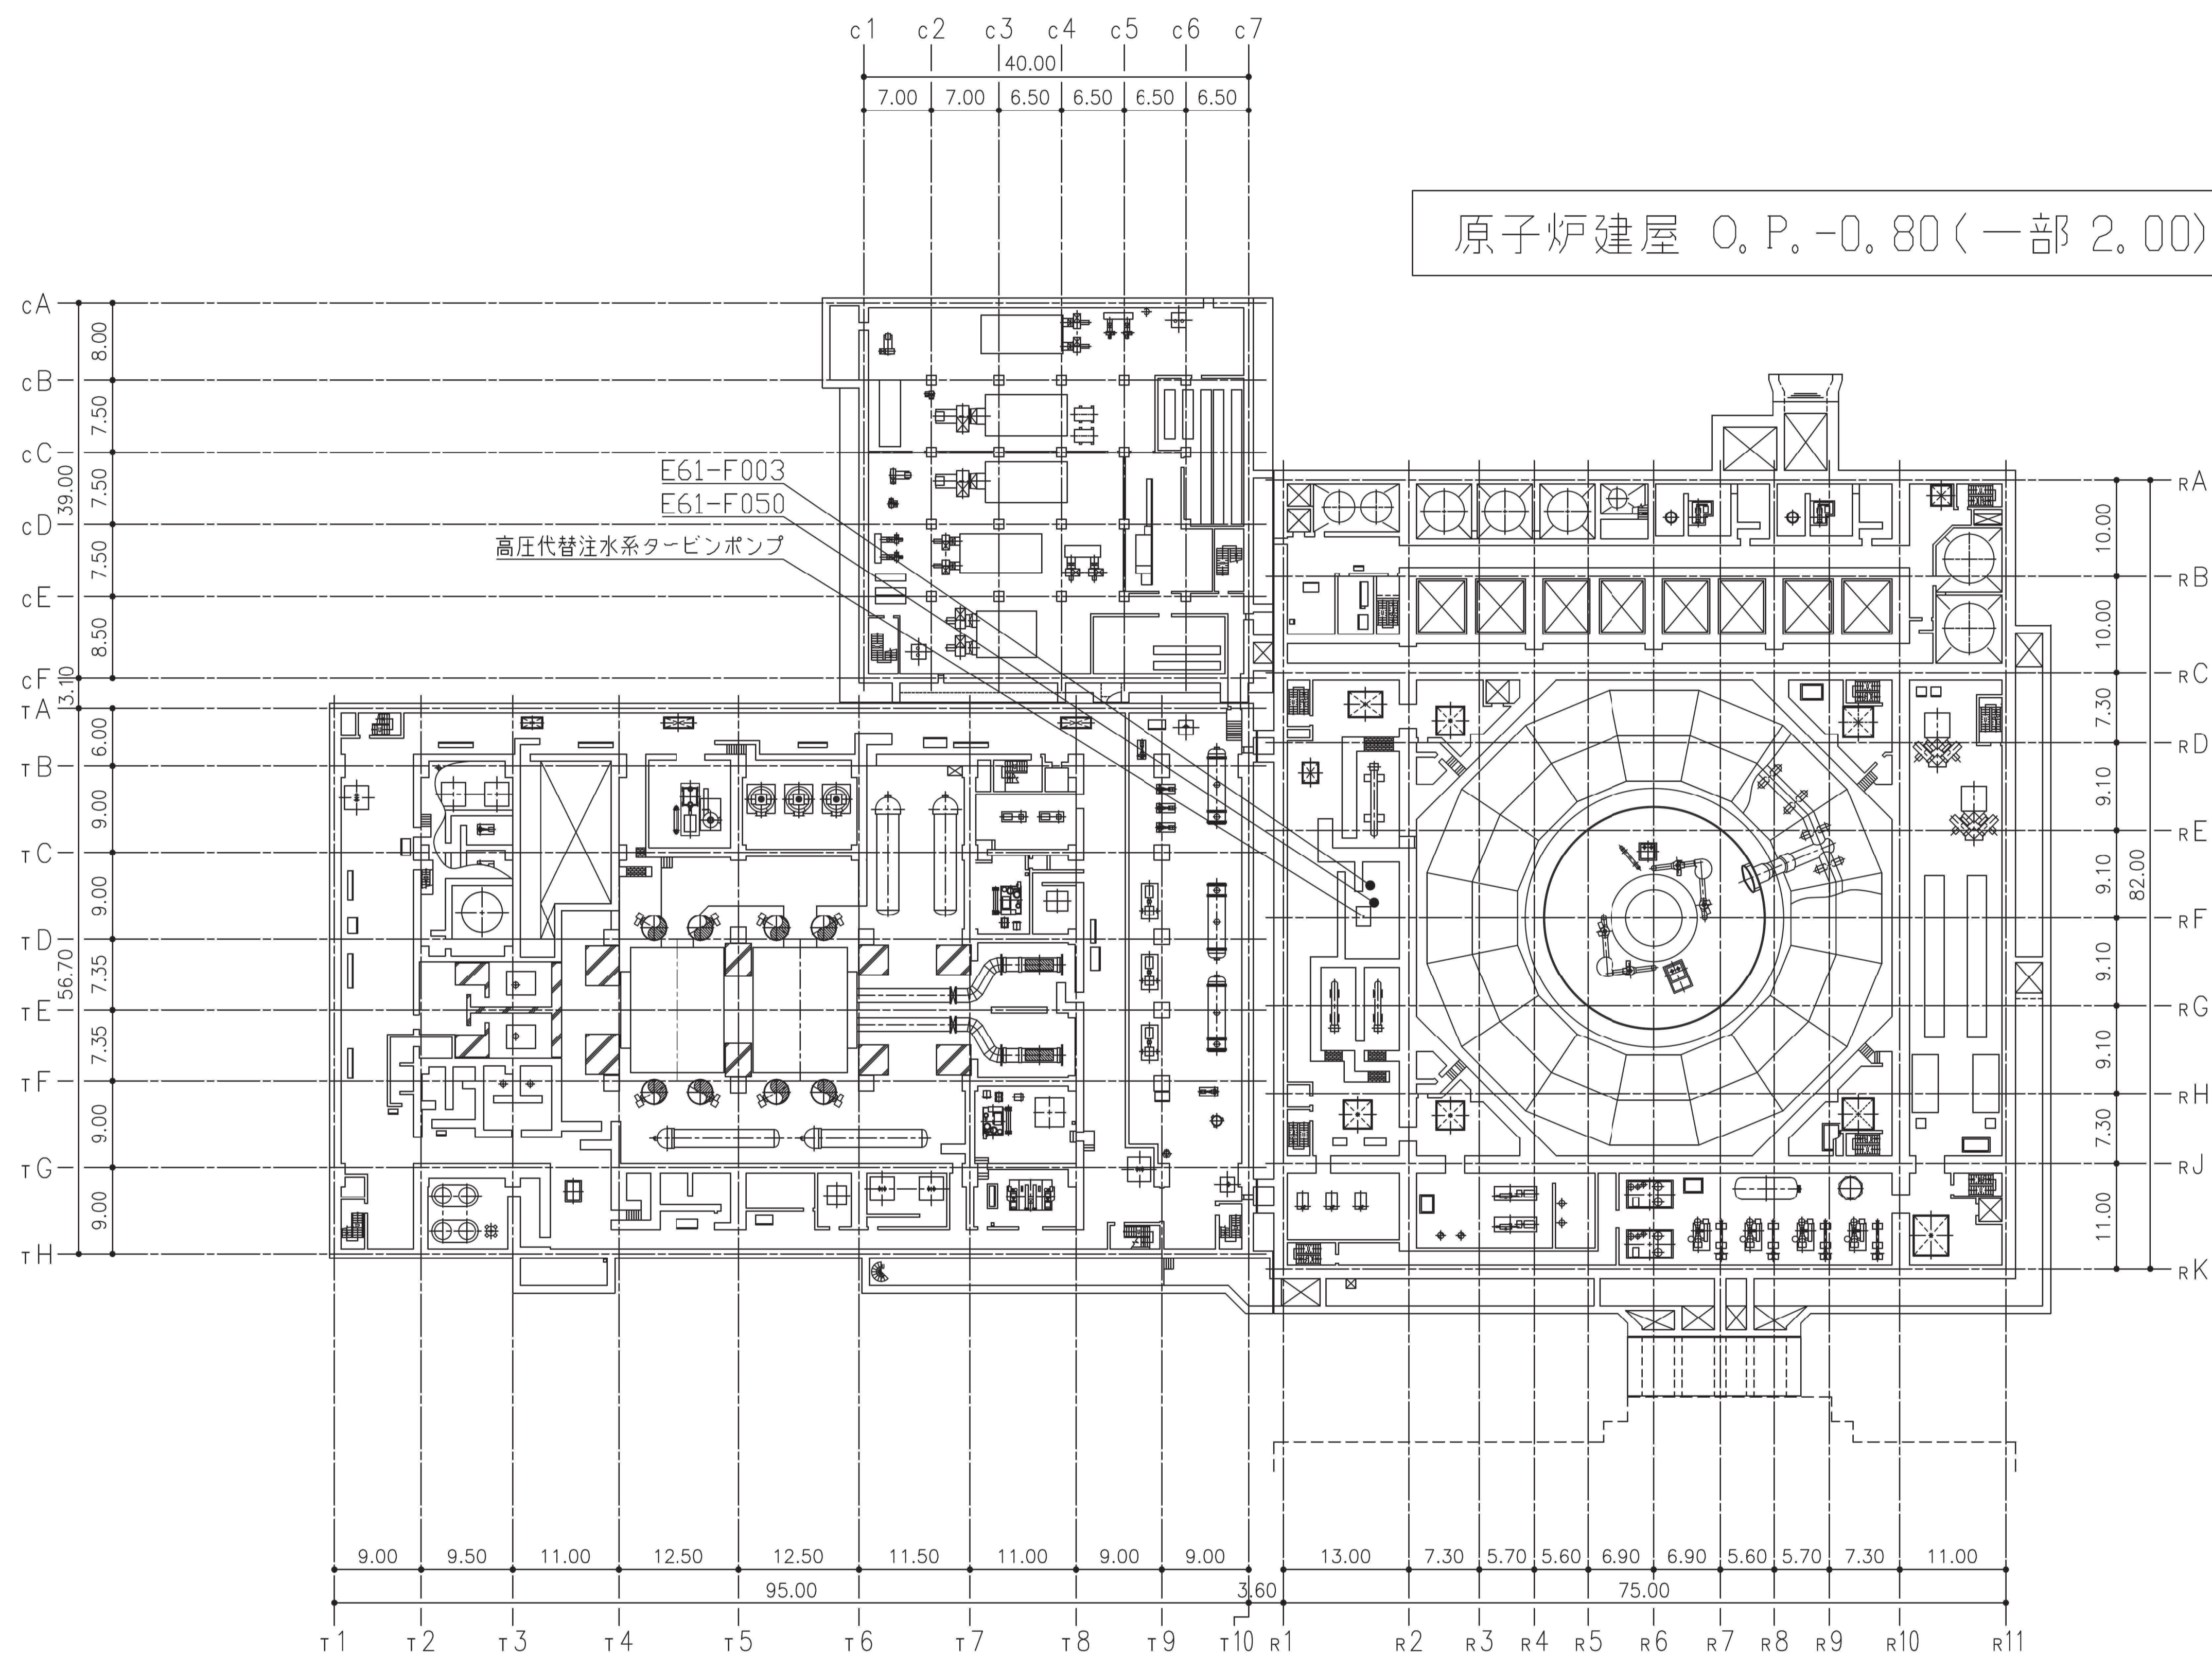 c1 c2 c3 c4 c5 c6 c7
40.00
7.00 7.00 6.50 6.50 6.50 6.50
原子炉建屋 O.P.-0.80(一部 2.00)
cA
8.00
cB
7.50
cC
39.00
7.50
cD
7.50
cE
8.50
cF
3.10
TA
6.00
TB
9.00
TC
9.00
TD
56.70
7.35
TE
7.35
TF
9.00
TG
9.00
TH
E61-F003
E61-F050
高圧代替注水系タービンポンプ
RA
10.00
RB
10.00
RC
7.30
RD
9.10
RE
9.10
82.00
RF
9.10
RG
9.10
RH
7.30
RJ
11.00
RK
9.00 9.50 11.00 12.50 12.50 11.50 11.00 9.00 9.00 13.00 7.30 5.70 5.60 6.90 6.90 5.60 5.70 7.30 11.00
95.00 3.60 75.00
T1 T2 T3 T4 T5 T6 T7 T8 T9 T10 R1 R2 R3 R4 R5 R6 R7 R8 R9 R10 R11